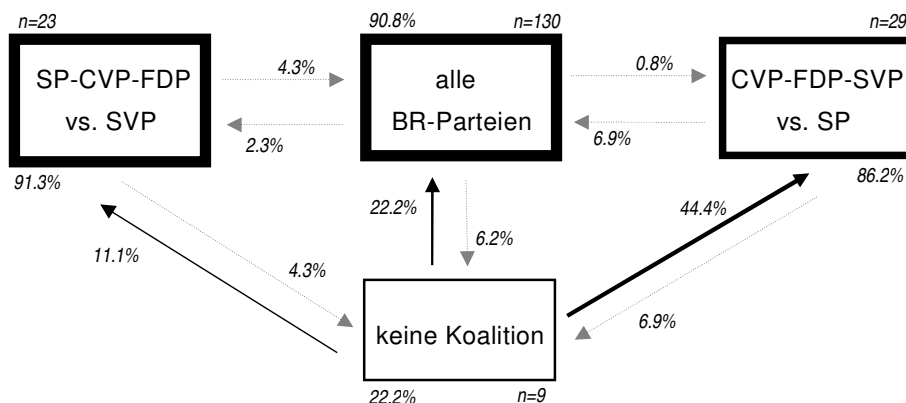 n=23
90.8%
n=130
n=29
SP-CVP-FDP
vs. SVP
4.3%
2.3%
alle
BR-Parteien
0.8%
6.9%
CVP-FDP-SVP
vs. SP
91.3%
86.2%
22.2%
44.4%
11.1%
6.2%
4.3%
6.9%
keine Koalition
22.2%
n=9